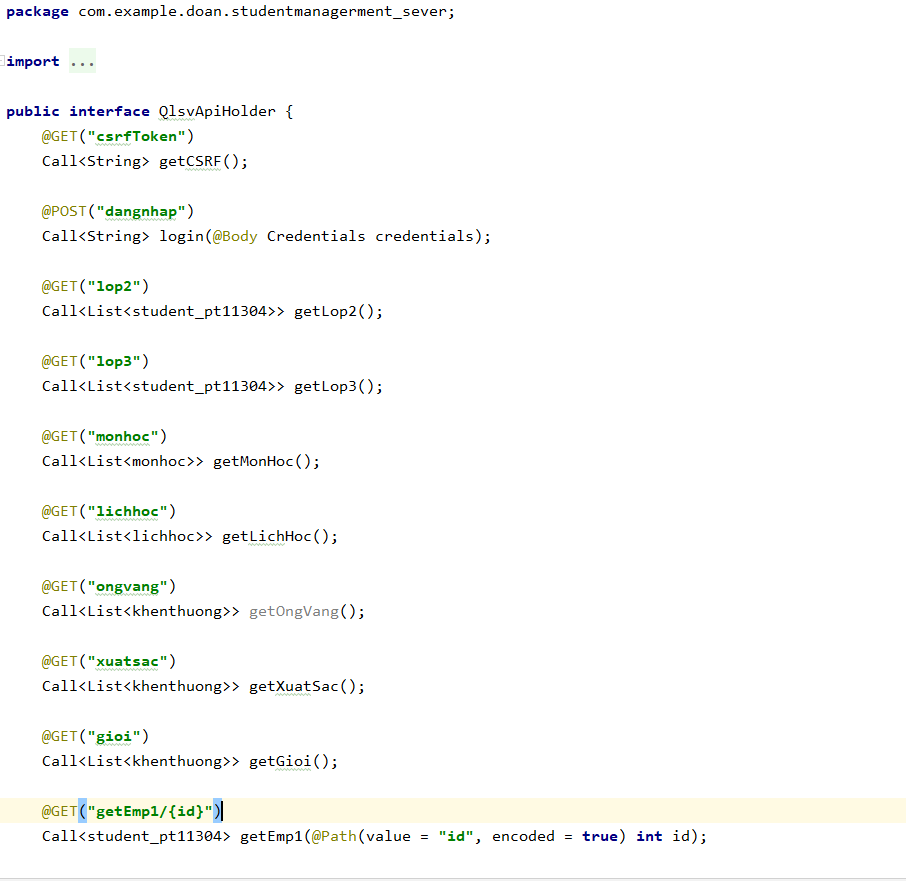 package com.example.doan.studentmanagerment_sever;
import ...
public interface QlsvApiHolder {
@GET("csrfToken")
Call<String> getCSRF();
@POST("dangnhap")
Call<String> login(@Body Credentials credentials);
@GET("lop2")
Call<List<student_pt11304>> getLop2();
@GET("lop3")
Call<List<student_pt11304>> getLop3();
@GET("monhoc")
Call<List<monhoc>> getMonHoc();
@GET("lichhoc")
Call<List<lichhoc>> getLichHoc();
@GET("ongvang")
Call<List<khenthuong>> getOngVang();
@GET("xuatsac")
Call<List<khenthuong>> getXuatSac();
@GET("gioi")
Call<List<khenthuong>> getGioi();
@GET("getEmp1/{id}")
Call<student_pt11304> getEmp1(@Path(value = "id", encoded = true) int id);